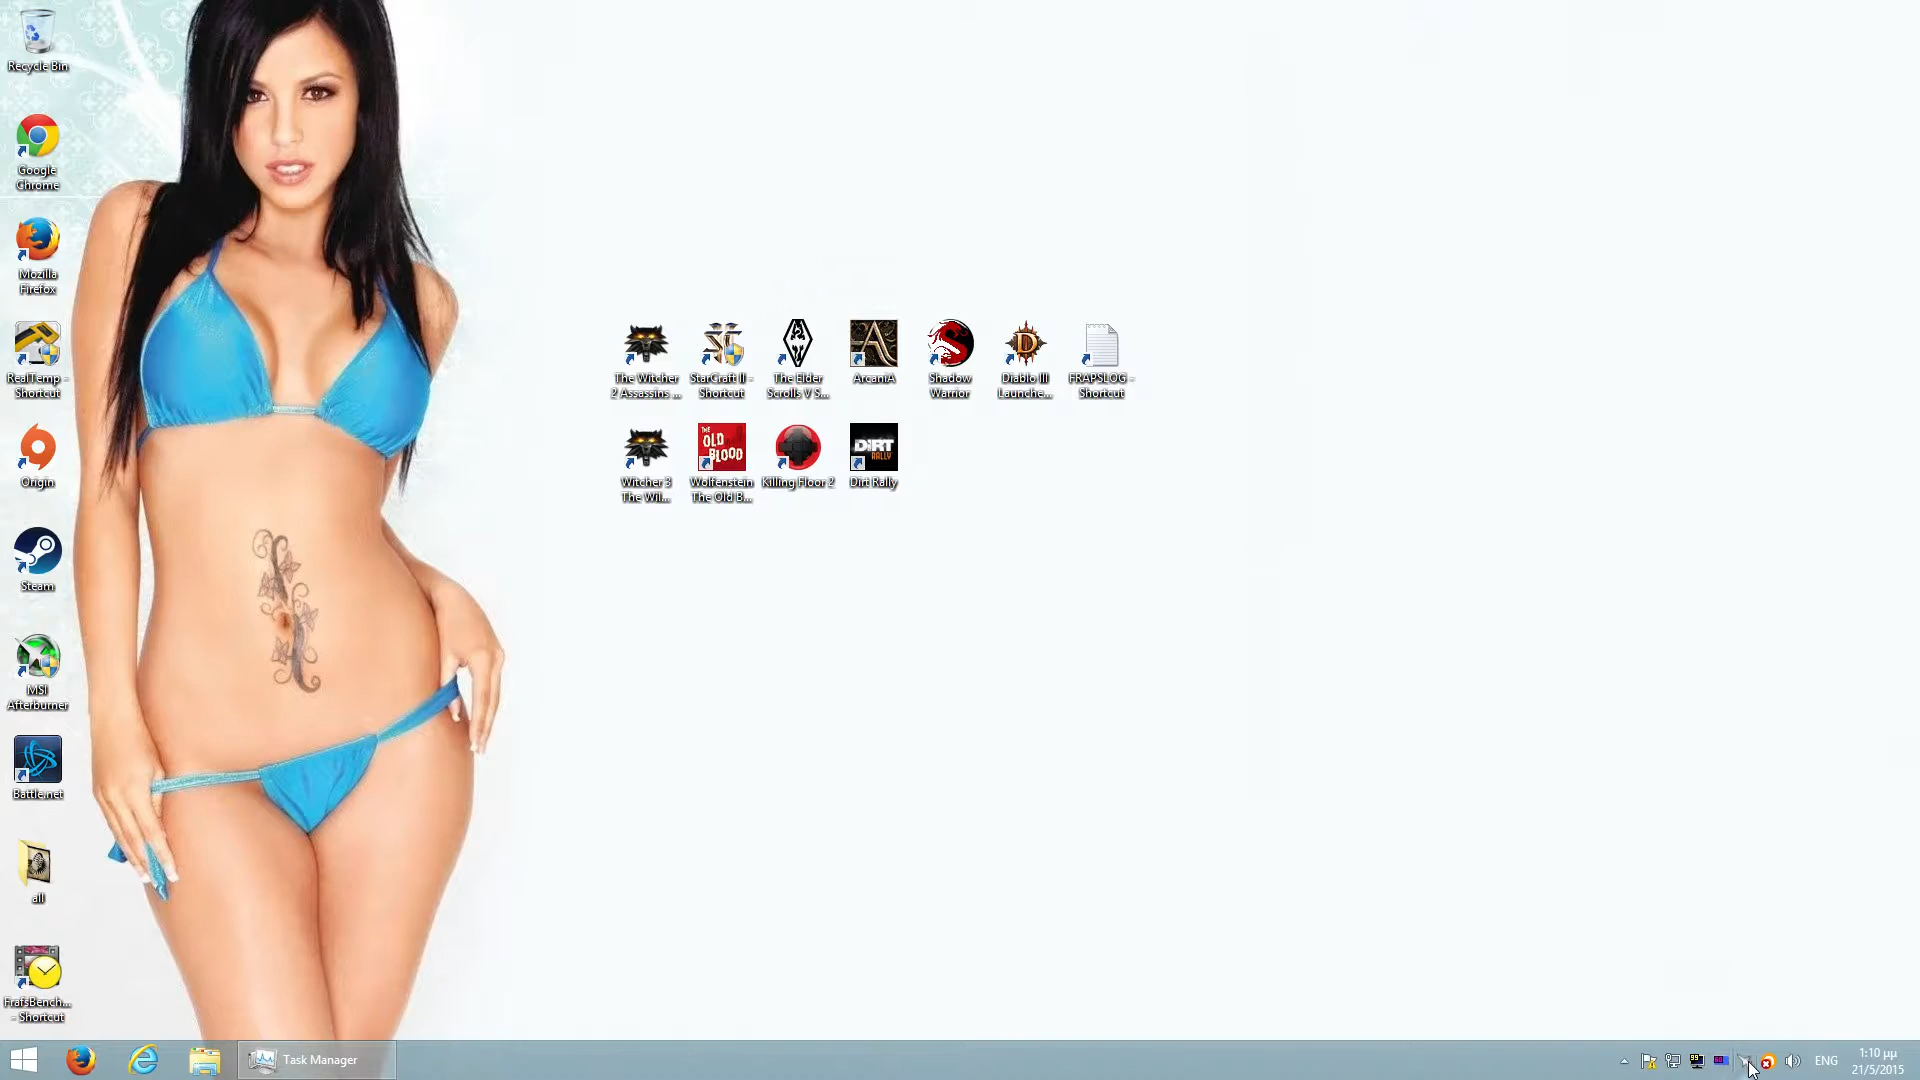 Recycle Bin
Google
Chrome
Mozilla
Firefox
RealTemp -
Shortcut
Origin
Steam
MSI
Afterburner
Battle.net
all
FrafsBench...
- Shortcut
The Witcher
2 Assassins ...
StarCraft II -
Shortcut
The Elder
Scrolls V S...
ArcaniA
Shadow
Warrior
Diablo III
Launche...
FRAPSLOG -
Shortcut
Witcher 3
The Wil...
THE
OLD
BLOOD
Wolfenstein
The Old B...
Killing Floor 2
DiRT
RALLY
Dirt Rally
Task Manager
99
ENG
1:10 μμ
21/5/2015